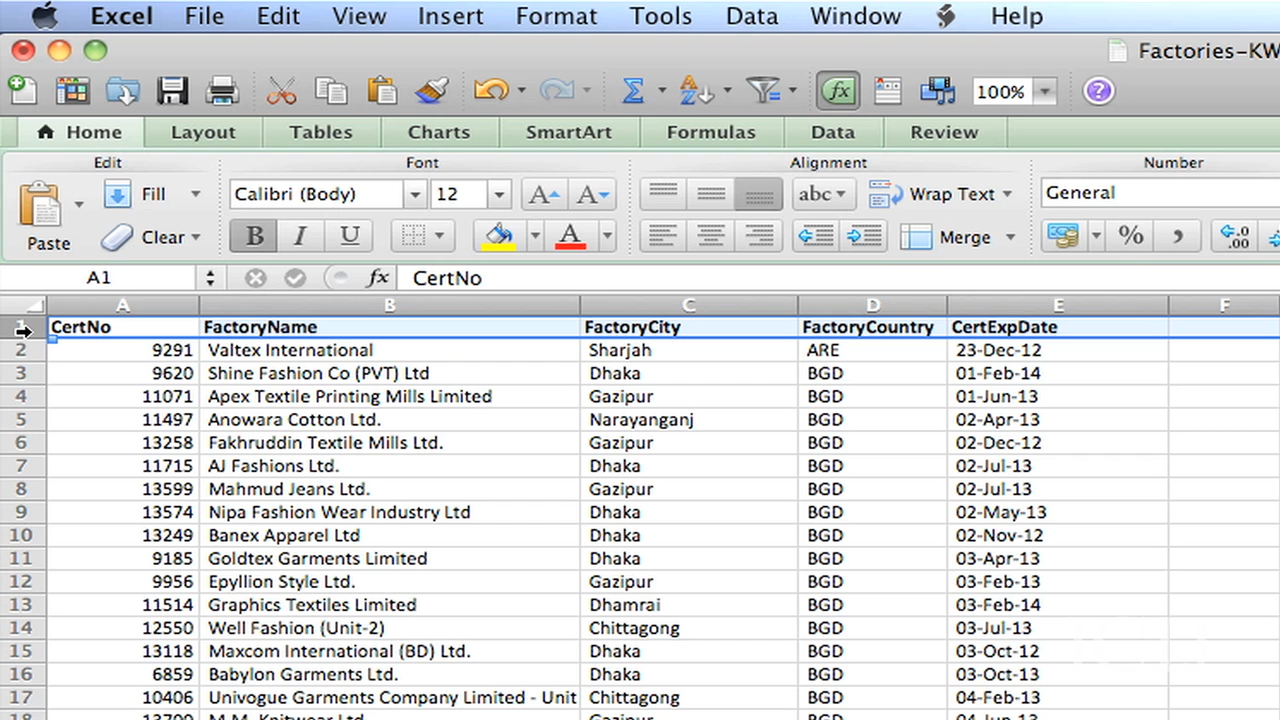 Excel File Edit View Insert Format Tools Data Window Help
Factories-KW
100%
Home Layout Tables Charts SmartArt Formulas Data Review
Edit Font Alignment Number
Fill Calibri (Body) 12 abc Wrap Text General
Paste Clear B I U A Merge % .00
A1 fx CertNo
A B C D E F
1 CertNo FactoryName FactoryCity FactoryCountry CertExpDate
2 9291 Valtex International Sharjah ARE 23-Dec-12
3 9620 Shine Fashion Co (PVT) Ltd Dhaka BGD 01-Feb-14
4 11071 Apex Textile Printing Mills Limited Gazipur BGD 01-Jun-13
5 11497 Anowara Cotton Ltd. Narayanganj BGD 02-Apr-13
6 13258 Fakhruddin Textile Mills Ltd. Gazipur BGD 02-Dec-12
7 11715 AJ Fashions Ltd. Dhaka BGD 02-Jul-13
8 13599 Mahmud Jeans Ltd. Gazipur BGD 02-Jul-13
9 13574 Nipa Fashion Wear Industry Ltd Dhaka BGD 02-May-13
10 13249 Banex Apparel Ltd Dhaka BGD 02-Nov-12
11 9185 Goldtex Garments Limited Dhaka BGD 03-Apr-13
12 9956 Epyllion Style Ltd. Gazipur BGD 03-Feb-13
13 11514 Graphics Textiles Limited Dhamrai BGD 03-Feb-14
14 12550 Well Fashion (Unit-2) Chittagong BGD 03-Jul-13
15 13118 Maxcom International (BD) Ltd. Dhaka BGD 03-Oct-12
16 6859 Babylon Garments Ltd. Dhaka BGD 03-Oct-13
17 10406 Univogue Garments Company Limited - Unit Chittagong BGD 04-Feb-13
18 M.M. Knitwear Ltd Gazipur BGD 04-Jun-13